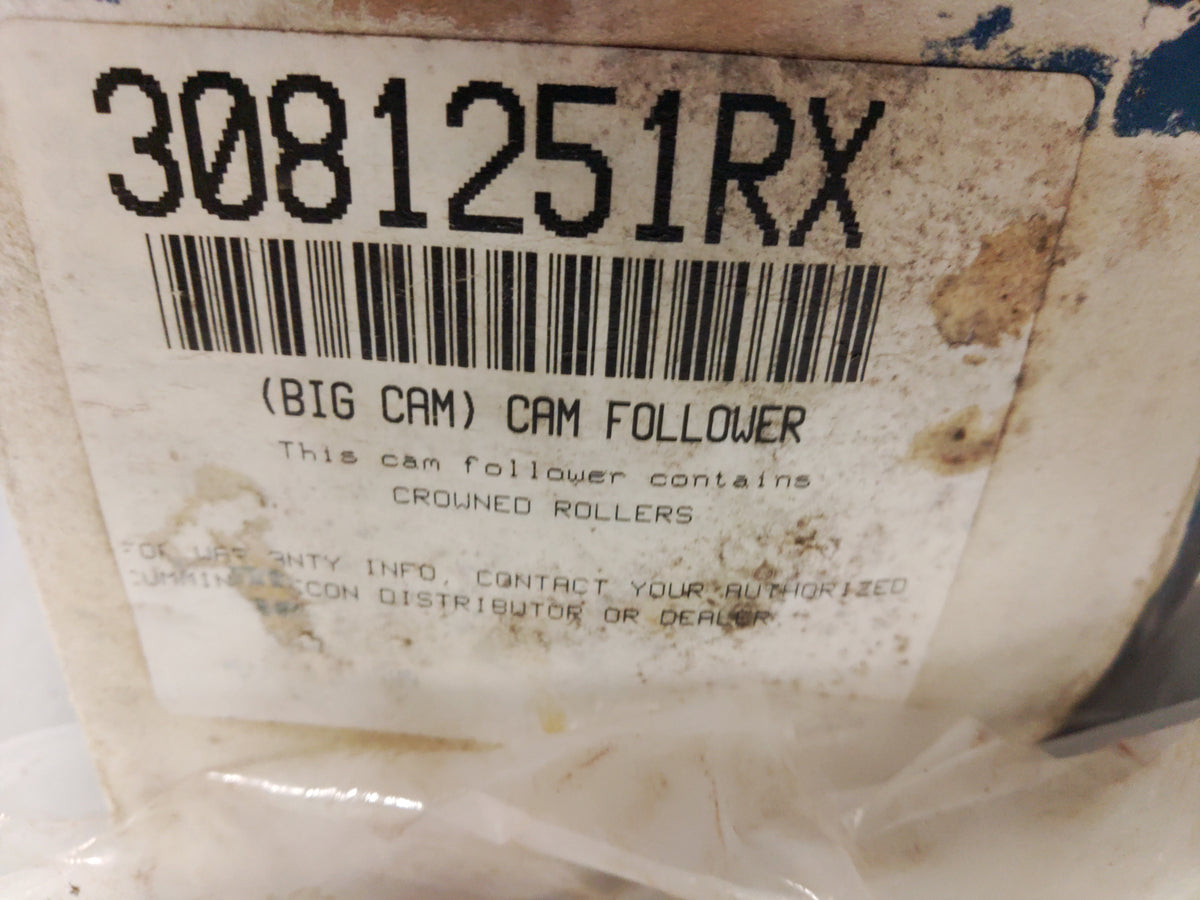 3081251RX
(BIG CAM) CAM FOLLOWER
This cam follower contains
CROWNED ROLLERS
INFO, CONTACT YOUR AUTHORIZED
DISTRIBUTOR OR DEALER